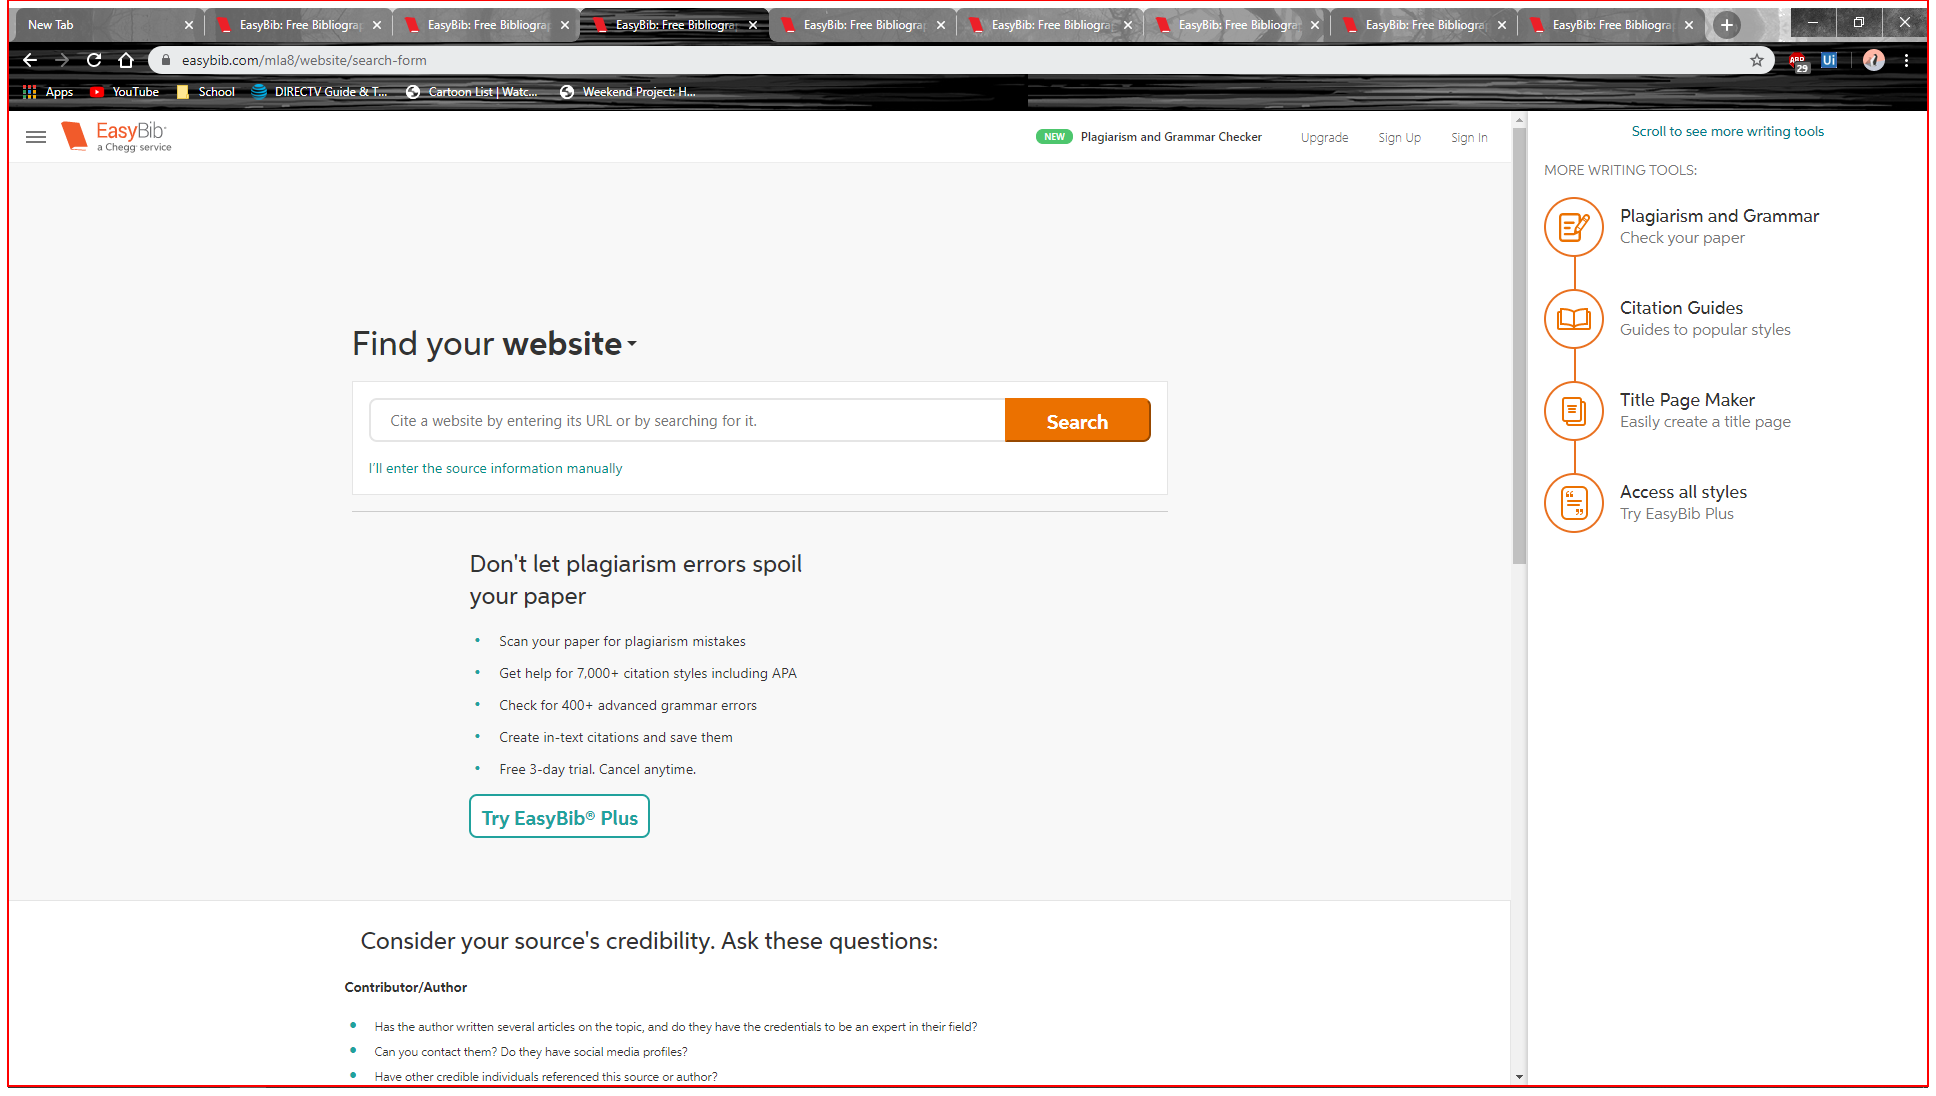 New Tab
EasyBib: Free Bibliogra
EasyBib: Free Bibliogra
EasyBib: Free Bibliogra
EasyBib: Free Bibliogra
EasyBib: Free Bibliogra
EasyBib: Free Bibliogra
EasyBib: Free Bibliogra
EasyBib: Free Bibliogra
easybib.com/mla8/website/search-form
ABP
29
Ui
Apps
YouTube
School
DIRECTV Guide & T...
Cartoon List | Watc...
Weekend Project: H...
EasyBib
a Chegg service
NEW
Plagiarism and Grammar Checker
Upgrade
Sign Up
Sign In
Find your website
Cite a website by entering its URL or by searching for it.
Search
I'll enter the source information manually
Don't let plagiarism errors spoil
your paper
Scan your paper for plagiarism mistakes
Get help for 7,000+ citation styles including APA
Check for 400+ advanced grammar errors
Create in-text citations and save them
Free 3-day trial. Cancel anytime.
Try EasyBib® Plus
Consider your source's credibility. Ask these questions:
Contributor/Author
Has the author written several articles on the topic, and do they have the credentials to be an expert in their field?
Can you contact them? Do they have social media profiles?
Have other credible individuals referenced this source or author?
Scroll to see more writing tools
MORE WRITING TOOLS:
Plagiarism and Grammar
Check your paper
Citation Guides
Guides to popular styles
Title Page Maker
Easily create a title page
Access all styles
Try EasyBib Plus